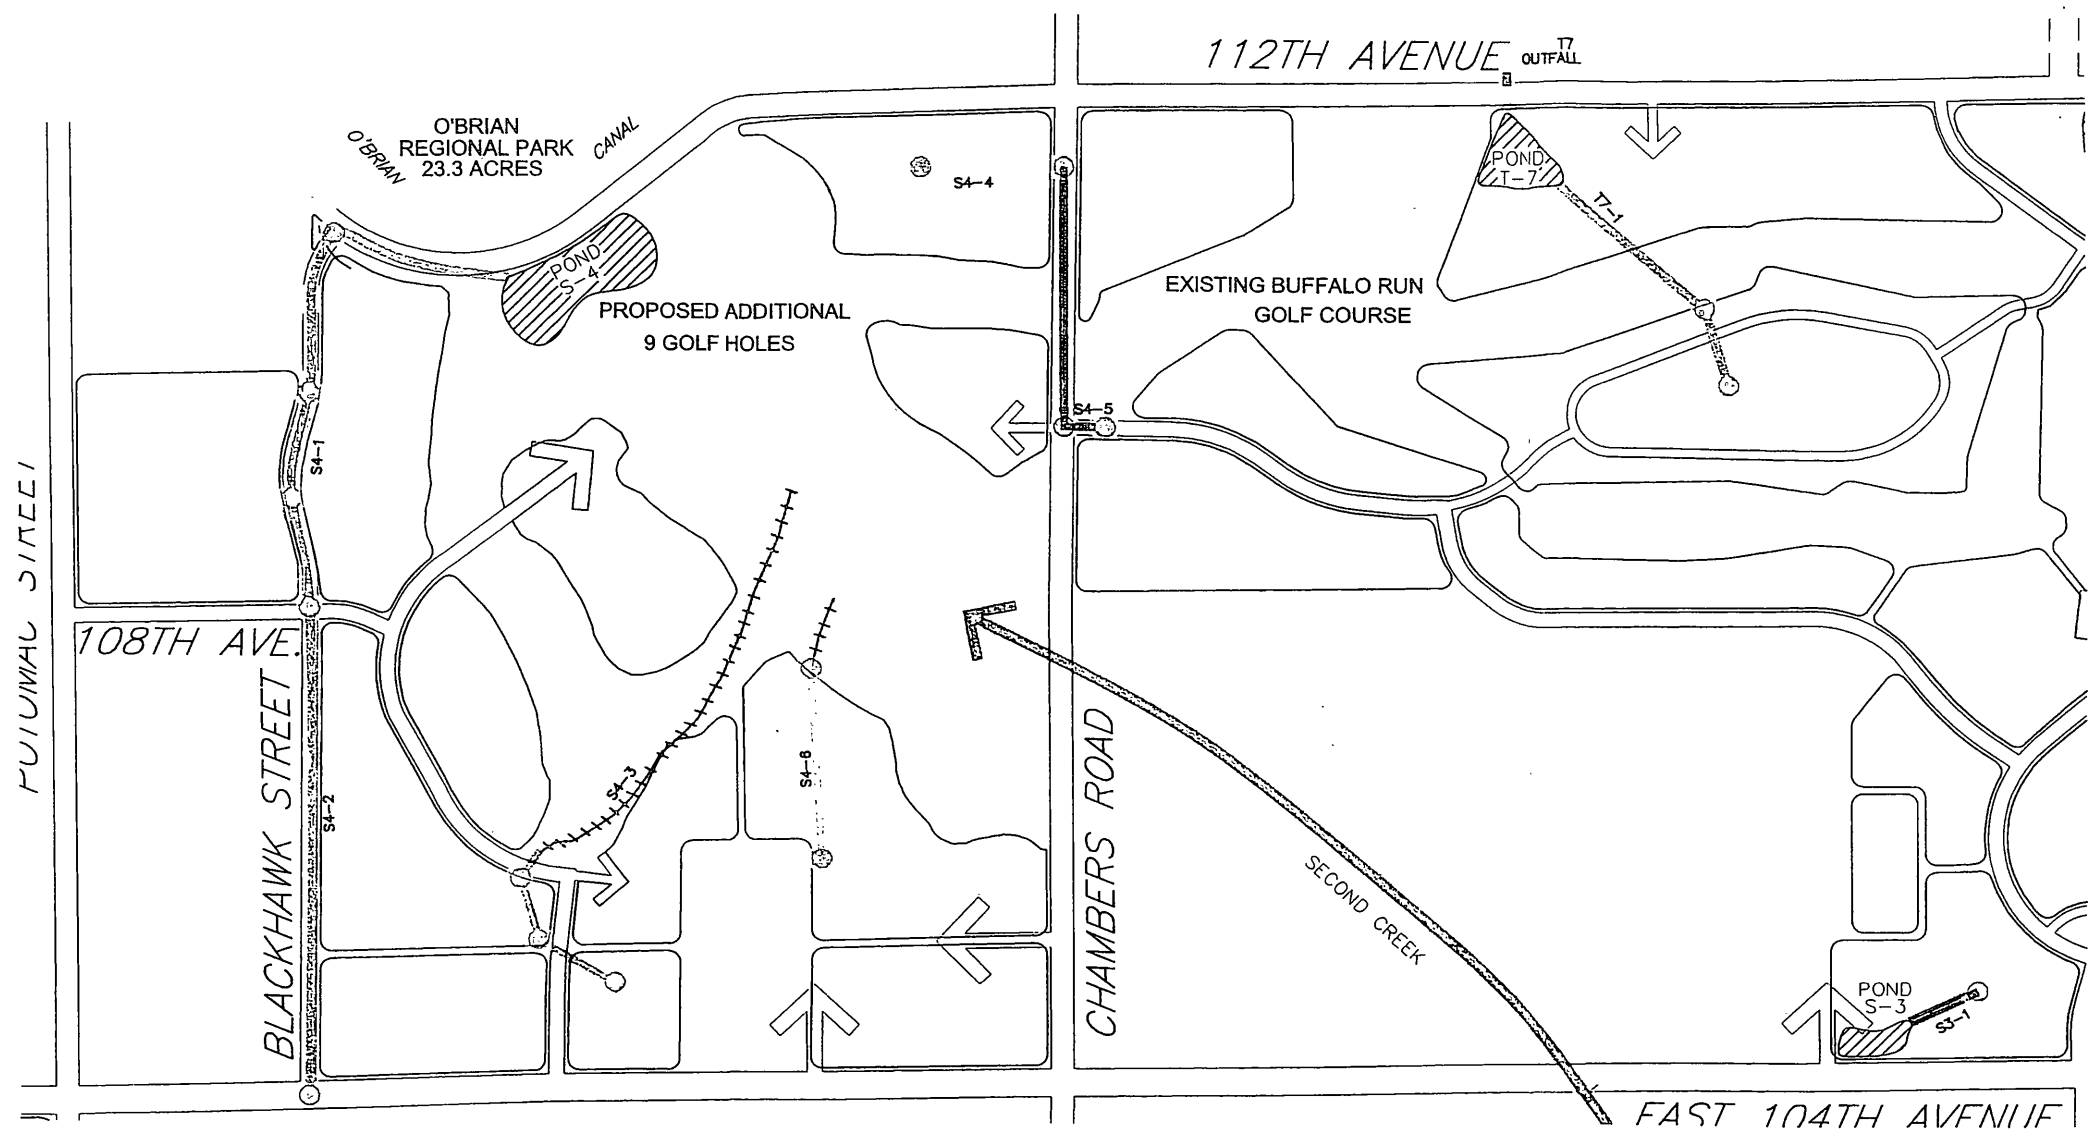 112TH AVENUE
T7
OUTFALL
O'BRIAN
REGIONAL PARK
23.3 ACRES
O'BRIAN
CANAL
S4-4
POND
T-7
T7-1
POND
S-4
PROPOSED ADDITIONAL
9 GOLF HOLES
EXISTING BUFFALO RUN
GOLF COURSE
S4-5
S4-1
POTOMAC STREET
108TH AVE.
BLACKHAWK STREET
S4-2
S4-3
S4-6
CHAMBERS ROAD
SECOND CREEK
POND
S-3
S3-1
EAST 104TH AVENUE